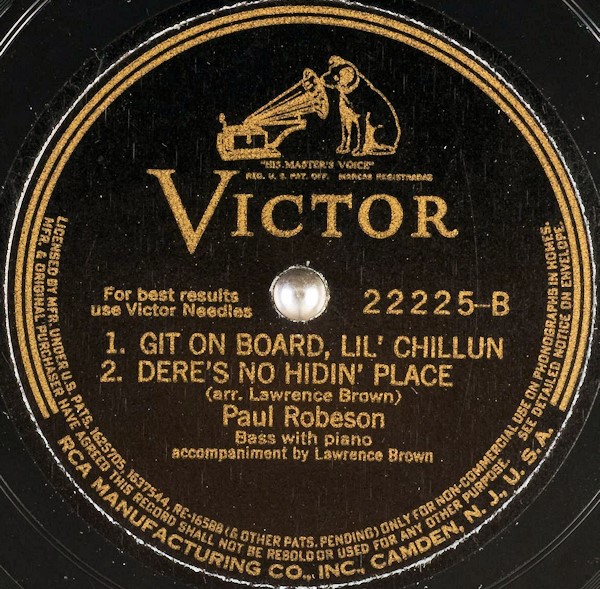 "HIS MASTER'S VOICE"
REG. U. S. PAT. OFF. MARCAS REGISTRADAS
VICTOR
For best results
use Victor Needles
22225-B
1. GIT ON BOARD, LIL' CHILLUN
2. DERE'S NO HIDIN' PLACE
(arr. Lawrence Brown)
Paul Robeson
Bass with piano
accompaniment by Lawrence Brown
LICENSED BY MFR. UNDER U.S. PATS. 1625705, 1637544, RE-16588 (& OTHER PATS. PENDING) ONLY FOR NON-COMMERCIAL USE ON PHONOGRAPHS IN HOMES.
MFR. & ORIGINAL PURCHASER HAVE AGREED THIS RECORD SHALL NOT BE RESOLD OR USED FOR ANY OTHER PURPOSE. SEE DETAILED NOTICE ON ENVELOPE.
RCA MANUFACTURING CO., INC., CAMDEN, N. J., U. S. A.